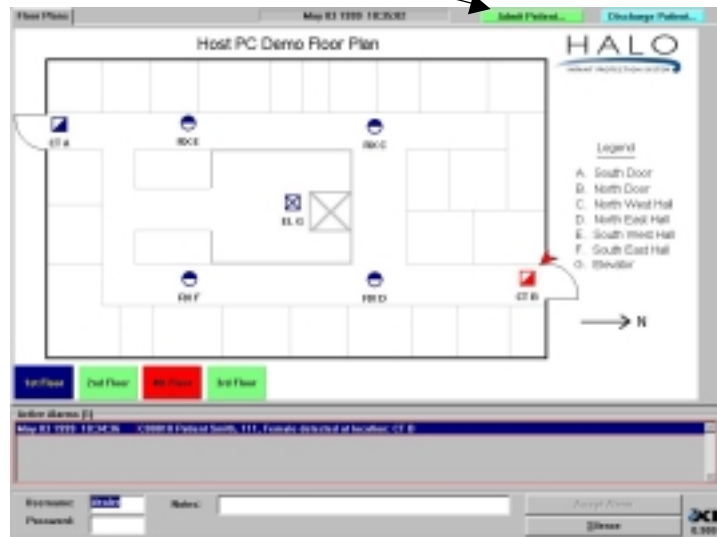 Floor Plans
May 03 1999 10:35:02
Admit Patient...
Discharge Patient...
Host PC Demo Floor Plan
HALO
INFANT PROTECTION SYSTEM
CT A
RX E
RX C
EL G
RX F
RX D
CT B
Legend
A. South Door
B. North Door
C. North West Hall
D. North East Hall
E. South West Hall
F. South East Hall
G. Elevator
N
1st Floor
2nd Floor
4th Floor
3rd Floor
Active Alarms (1)
May 03 1999 10:34:36 Patient Smith, 111, Female detected at location: CT B
Username:
Notes:
Accept Alarm
Password:
Silence